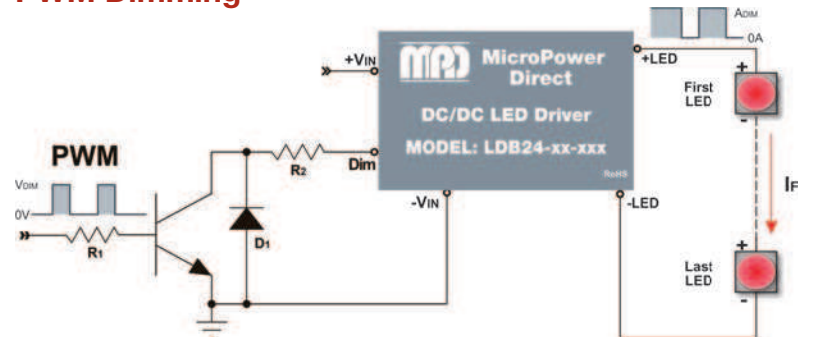 PWM Dimming
ADIM
0A
+VIN
+LED
MPD MicroPower
Direct
DC/DC LED Driver
MODEL: LDB24-xx-xxx
RoHS
First
LED
+
-
PWM
VDIM
0V
R1
R2
Dim
D1
-VIN
-LED
IF
Last
LED
+
-